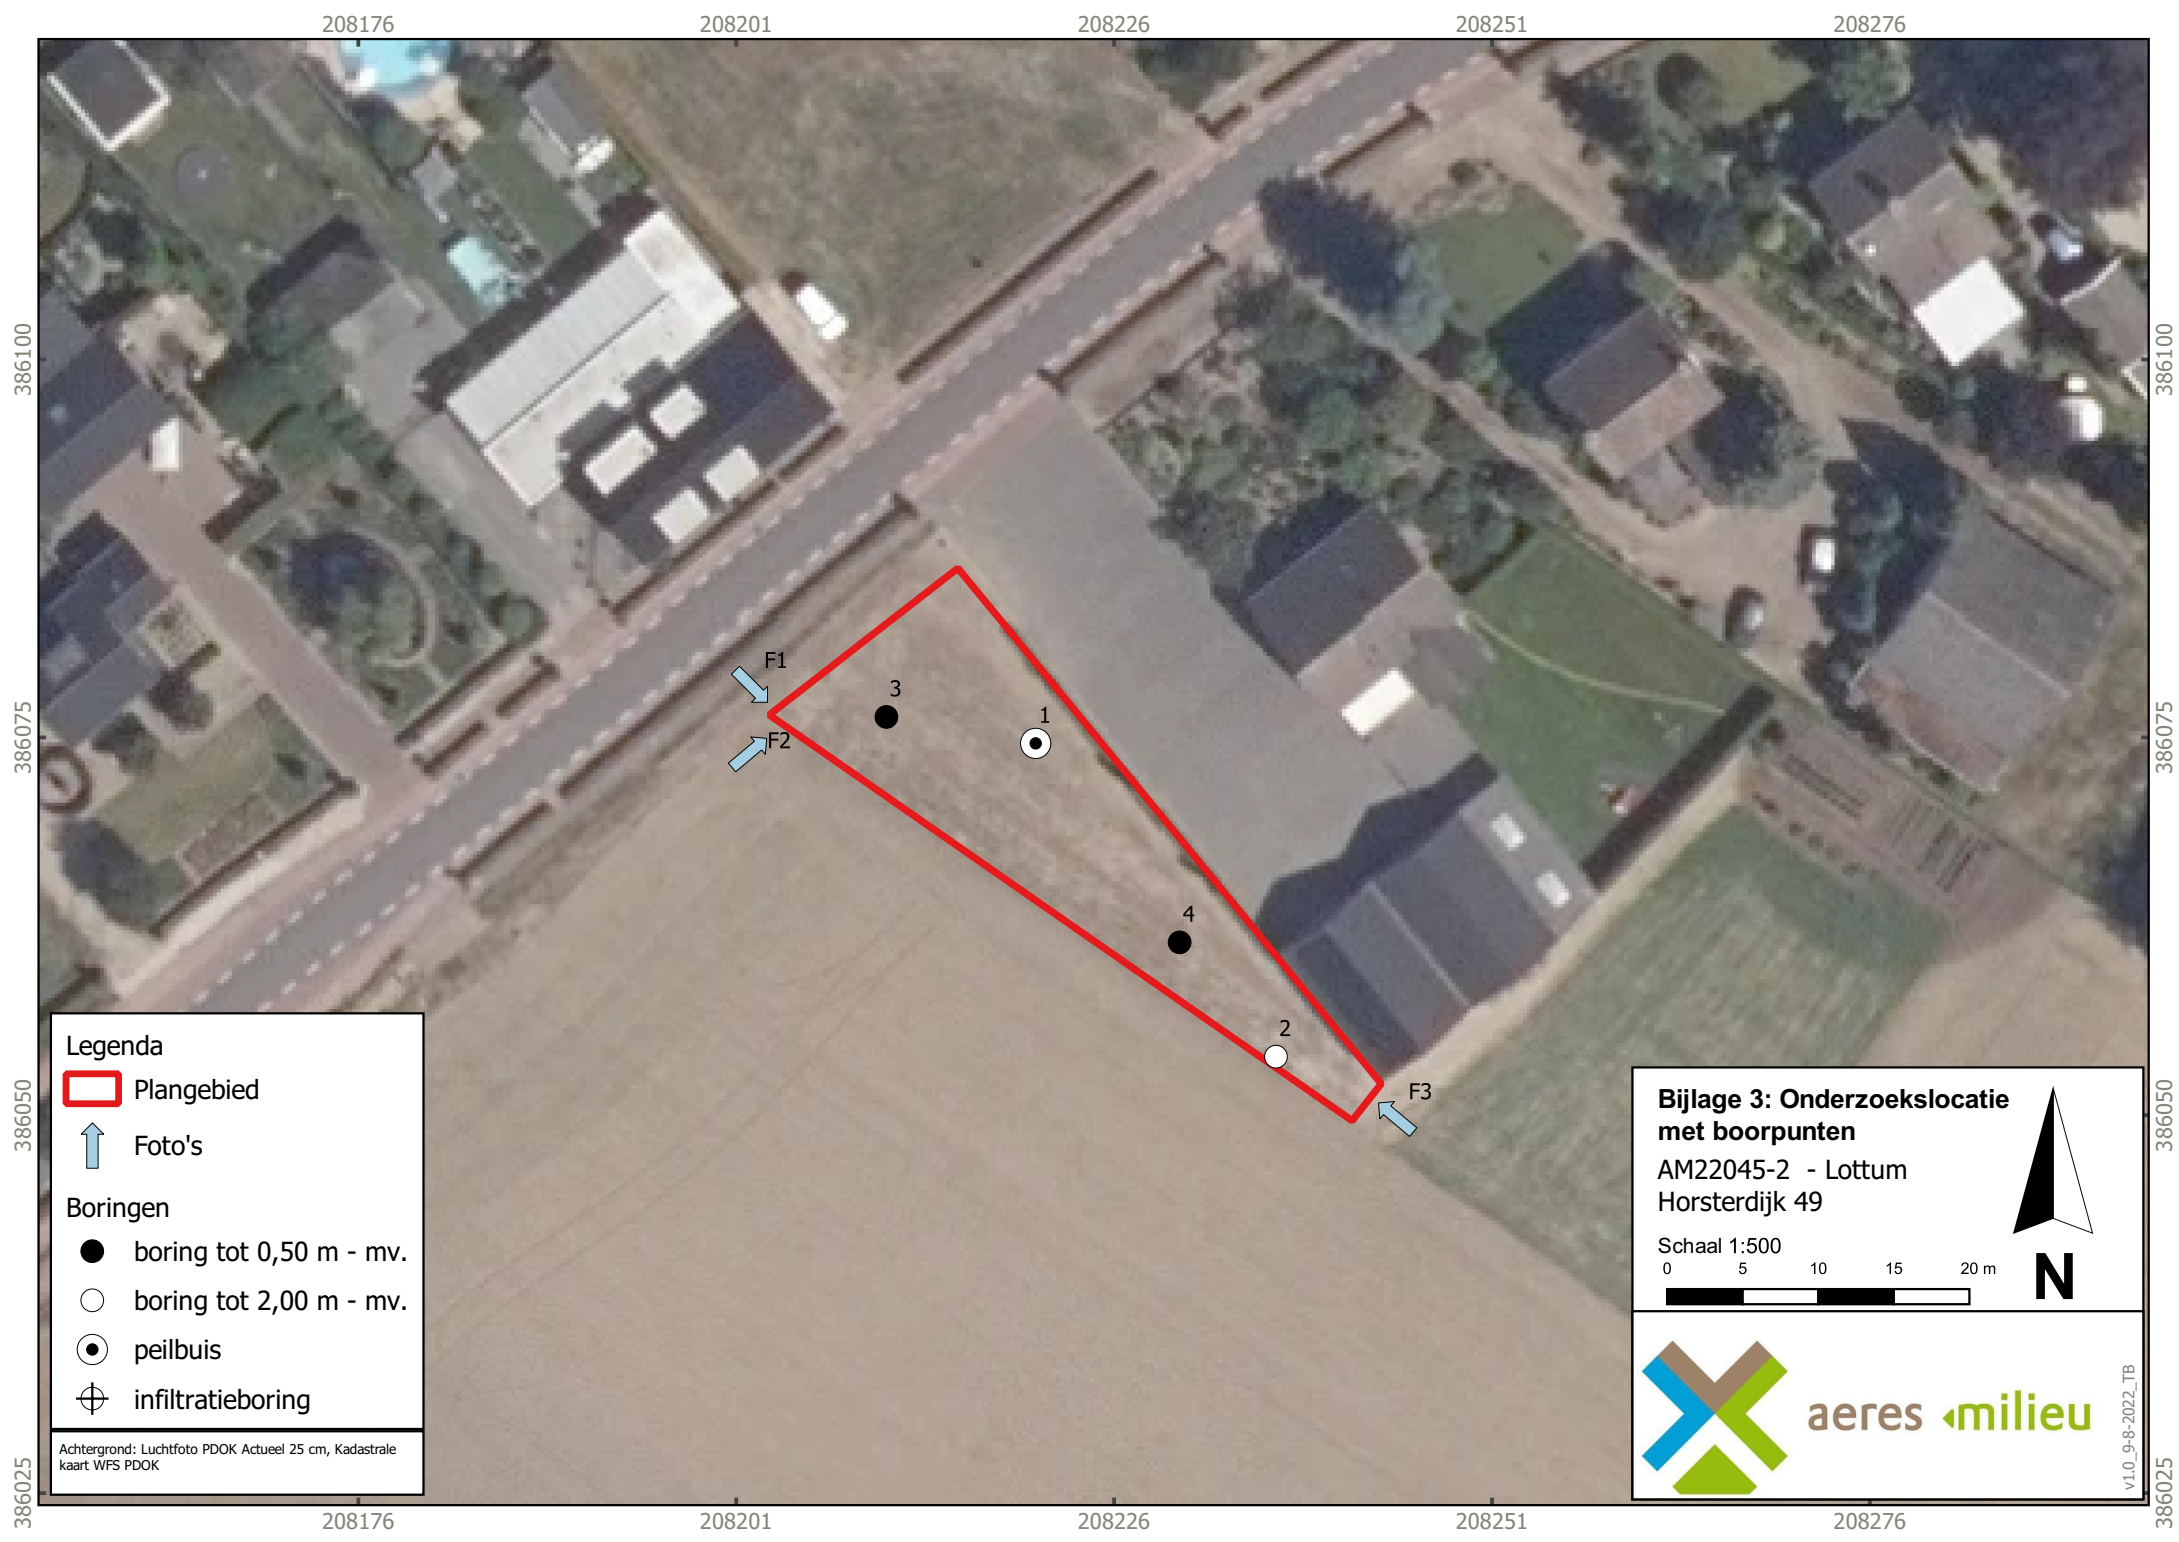 208176 208201 208226 208251 208276
386100 386100
F1
3
1
F2
386075 386075
4
2
F3
386050 386050
Legenda
Plangebied
Foto's
Boringen
boring tot 0,50 m - mv.
boring tot 2,00 m - mv.
peilbuis
infiltratieboring
Achtergrond: Luchtfoto PDOK Actueel 25 cm, Kadastrale
kaart WFS PDOK
Bijlage 3: Onderzoekslocatie
met boorpunten
AM22045-2 - Lottum
Horsterdijk 49
Schaal 1:500
0 5 10 15 20 m
N
aeres milieu
v1.0_9-8-2022_TB
386025 386025
208176 208201 208226 208251 208276